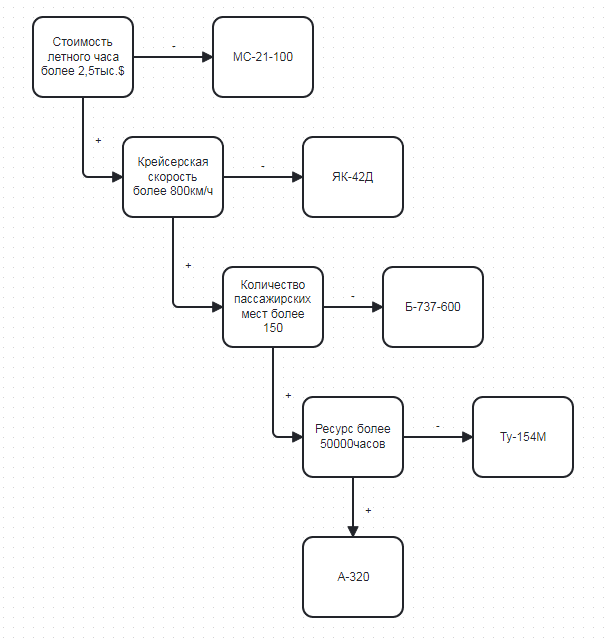 Стоимость
летного часа
более 2,5тыс.$
-
МС-21-100
+
Крейсерская
скорость
более 800км/ч
-
ЯК-42Д
+
Количество
пассажирских
мест более
150
-
Б-737-600
+
Ресурс более
50000часов
-
Ту-154М
+
А-320